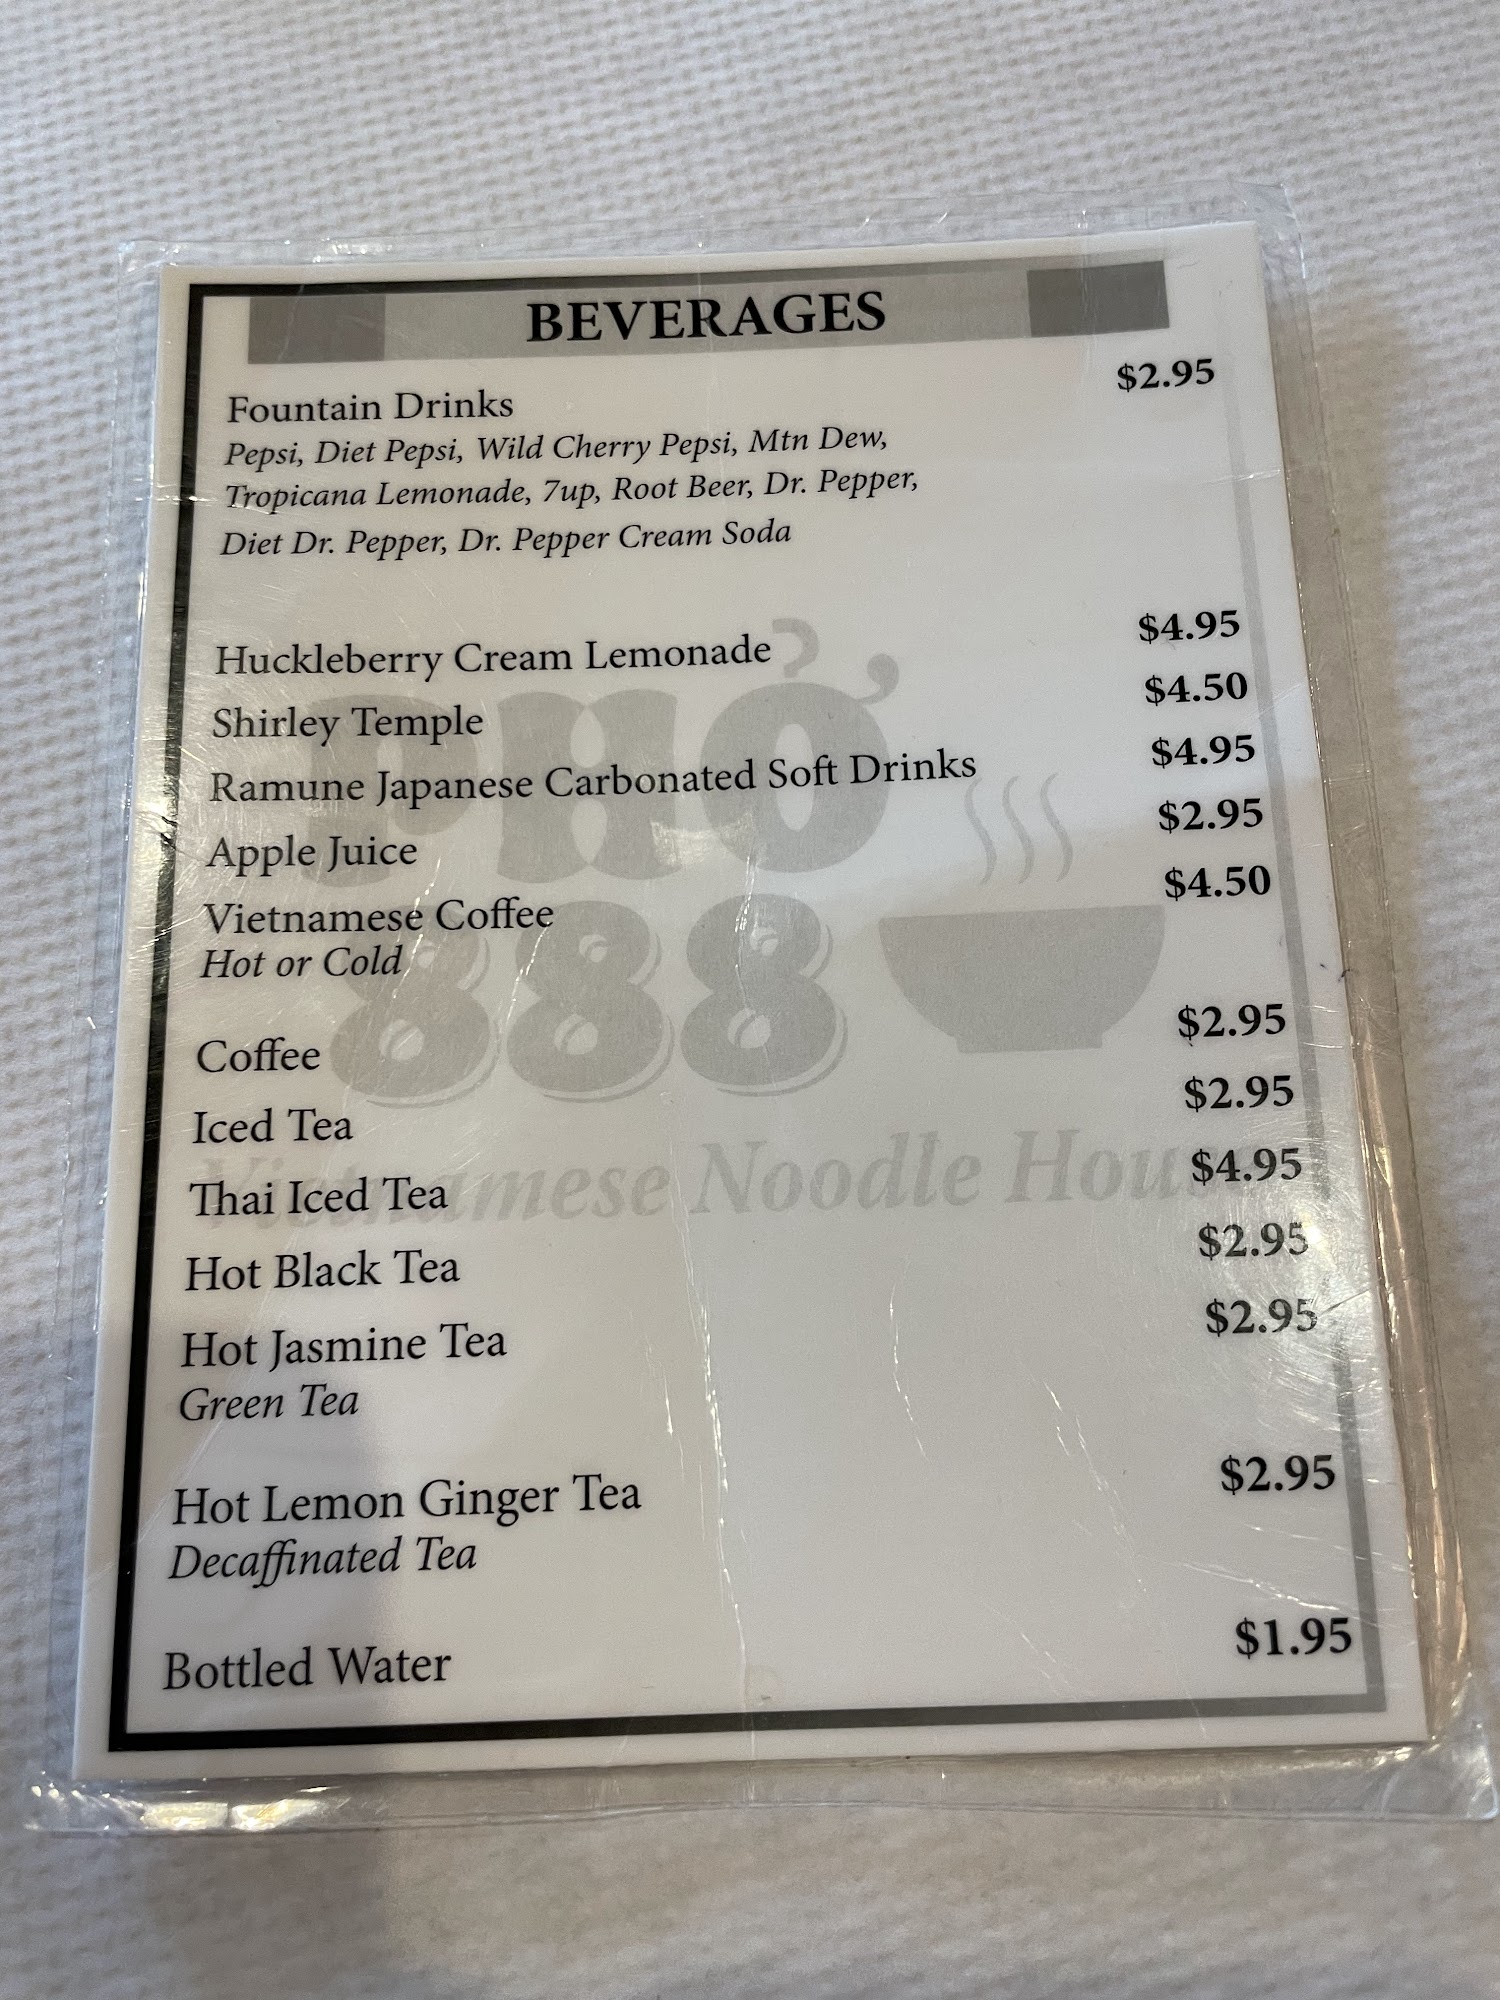 BEVERAGES
Fountain Drinks $2.95
Pepsi, Diet Pepsi, Wild Cherry Pepsi, Mtn Dew,
Tropicana Lemonade, 7up, Root Beer, Dr. Pepper,
Diet Dr. Pepper, Dr. Pepper Cream Soda
Huckleberry Cream Lemonade $4.95
Shirley Temple $4.50
Ramune Japanese Carbonated Soft Drinks $4.95
Apple Juice $2.95
Vietnamese Coffee $4.50
Hot or Cold
Coffee $2.95
Iced Tea $2.95
Thai Iced Tea $4.95
Hot Black Tea $2.95
Hot Jasmine Tea $2.95
Green Tea
Hot Lemon Ginger Tea $2.95
Decaffinated Tea
Bottled Water $1.95
PHỞ
888
Vietnamese Noodle House